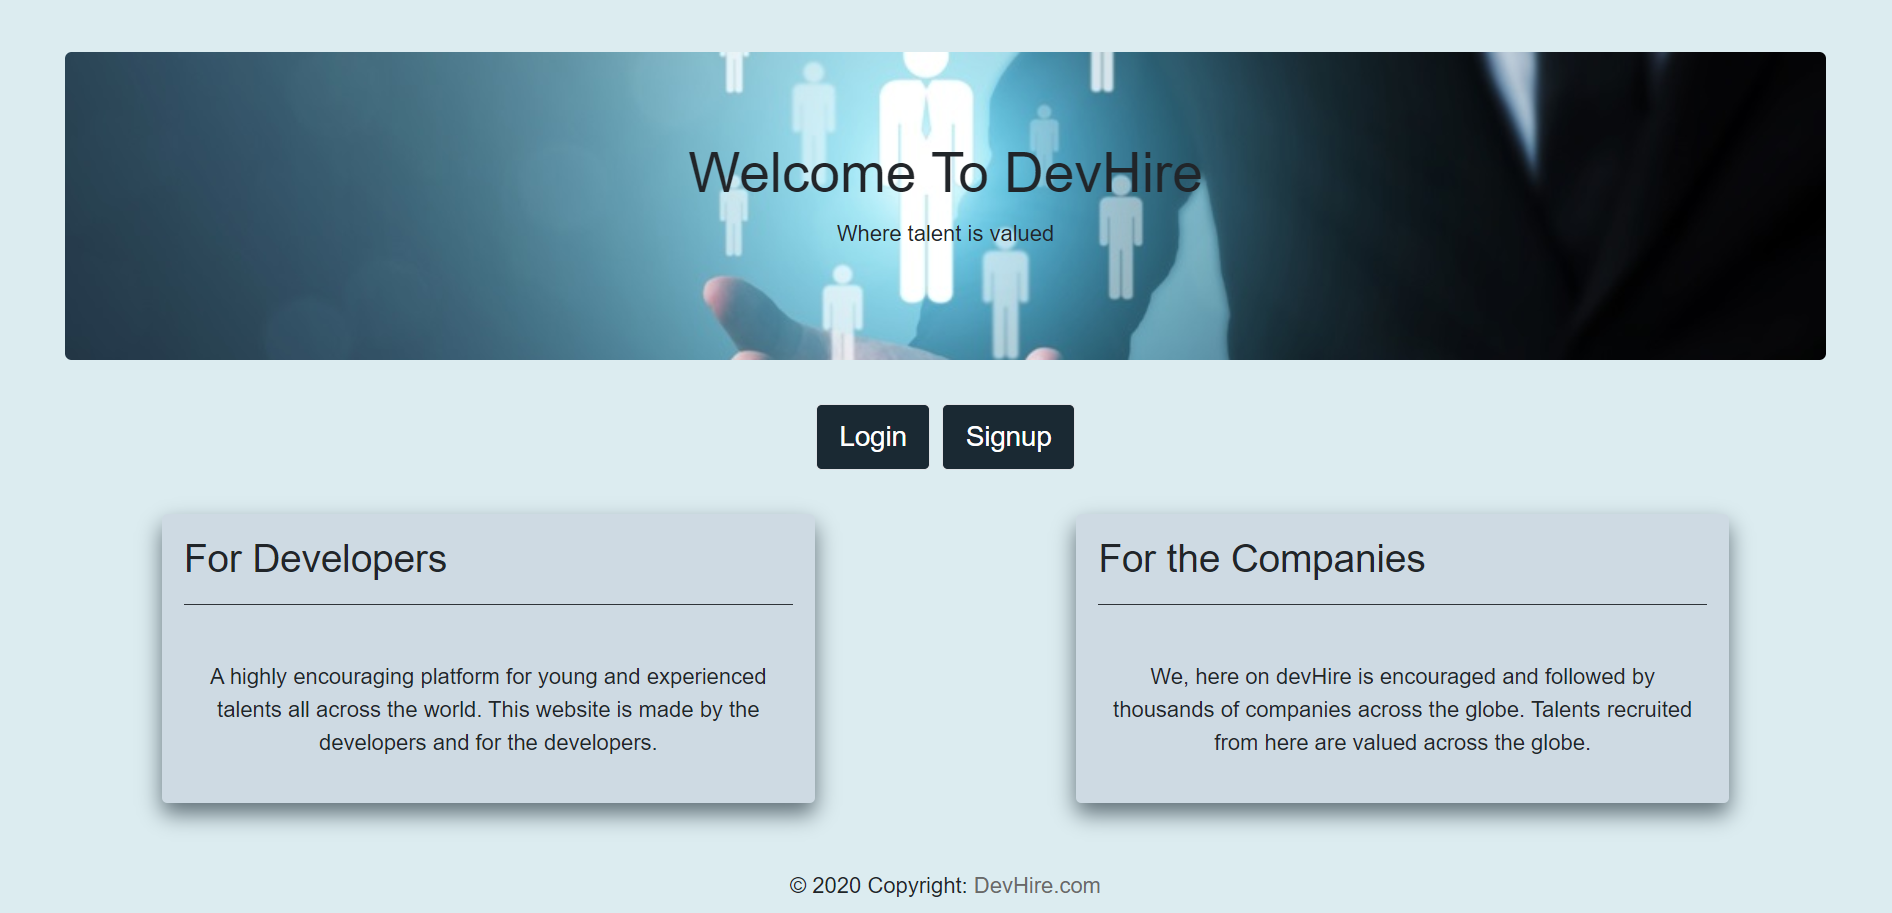 Welcome To DevHire
Where talent is valued
Login
Signup
For Developers
A highly encouraging platform for young and experienced
talents all across the world. This website is made by the
developers and for the developers.
For the Companies
We, here on devHire is encouraged and followed by
thousands of companies across the globe. Talents recruited
from here are valued across the globe.
© 2020 Copyright: DevHire.com